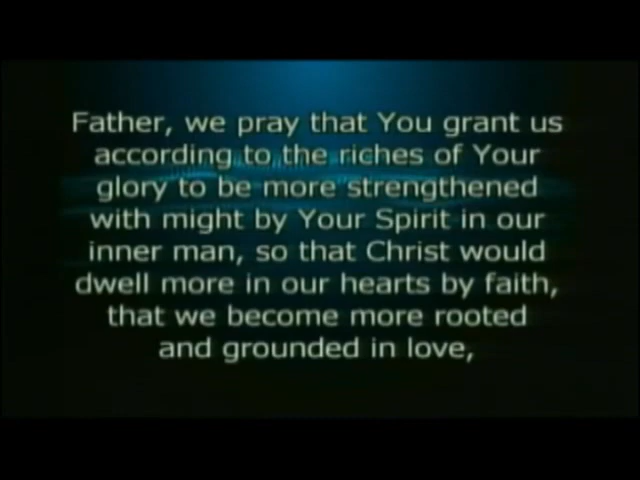 Father, we pray that You grant us
according to the riches of Your
glory to be more strengthened
with might by Your Spirit in our
inner man, so that Christ would
dwell more in our hearts by faith,
that we become more rooted
and grounded in love,